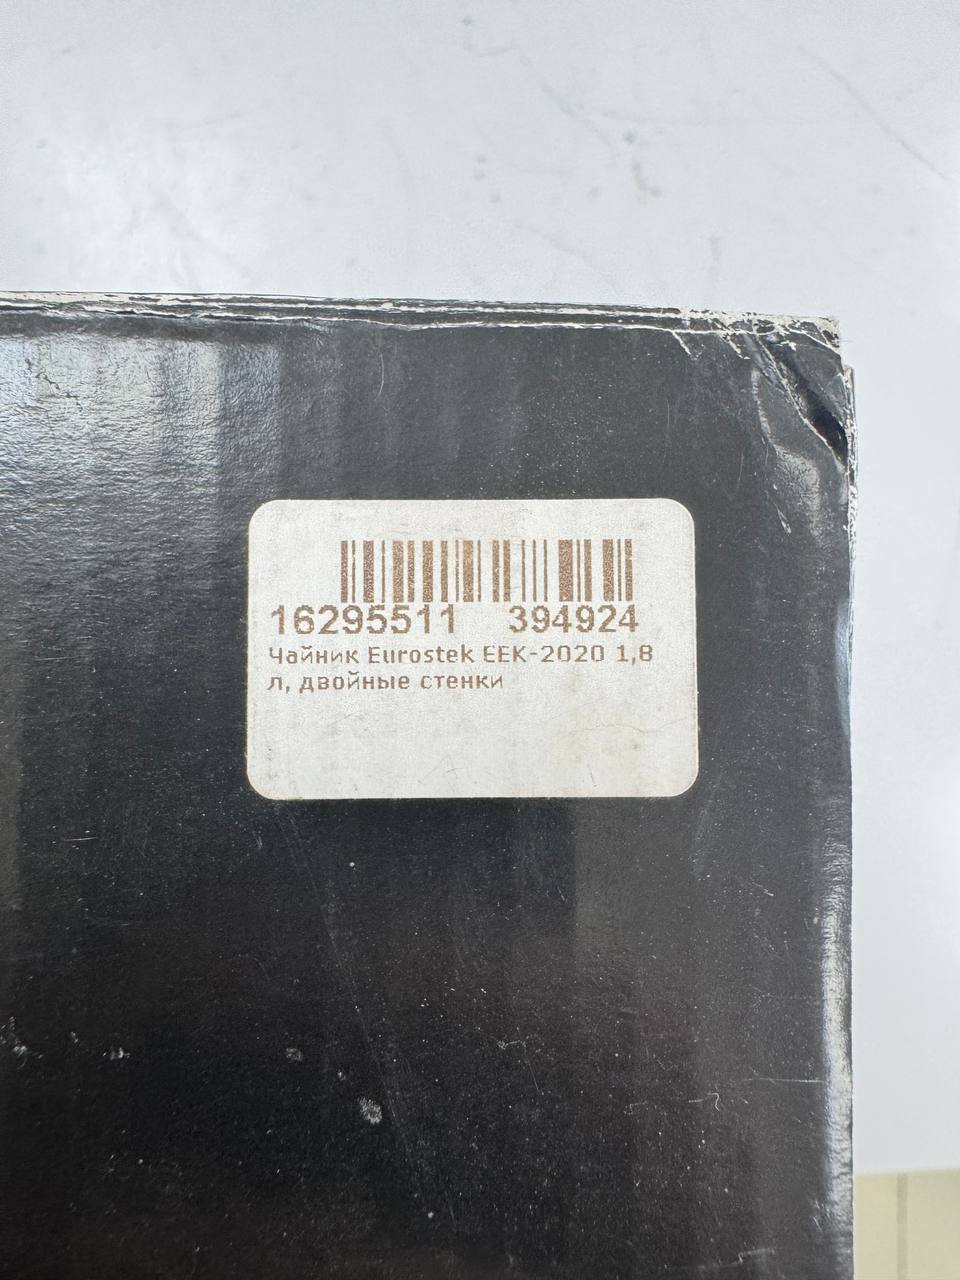 16295511 394924
Чайник Eurostek EEK-2020 1,8
л, двойные стенки